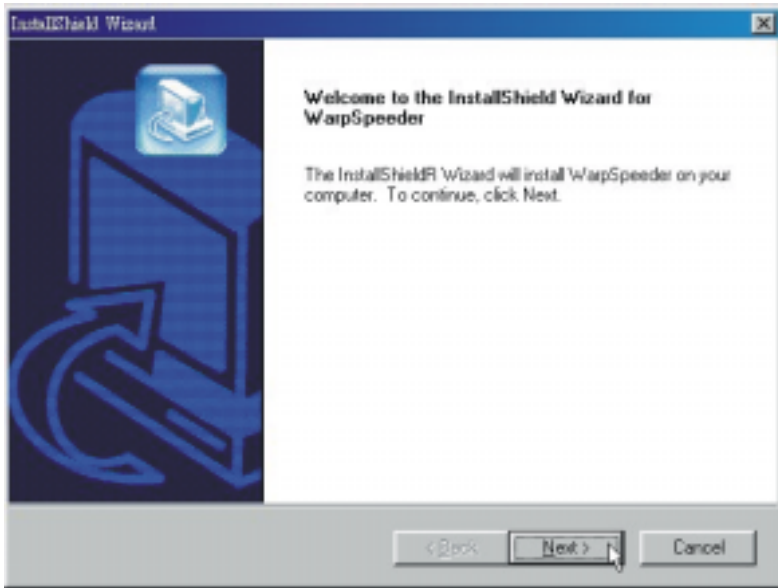 InstallShield Wizard
Welcome to the InstallShield Wizard for
WarpSpeeder
The InstallShieldR Wizard will install WarpSpeeder on your
computer. To continue, click Next.
< Back
Next >
Cancel